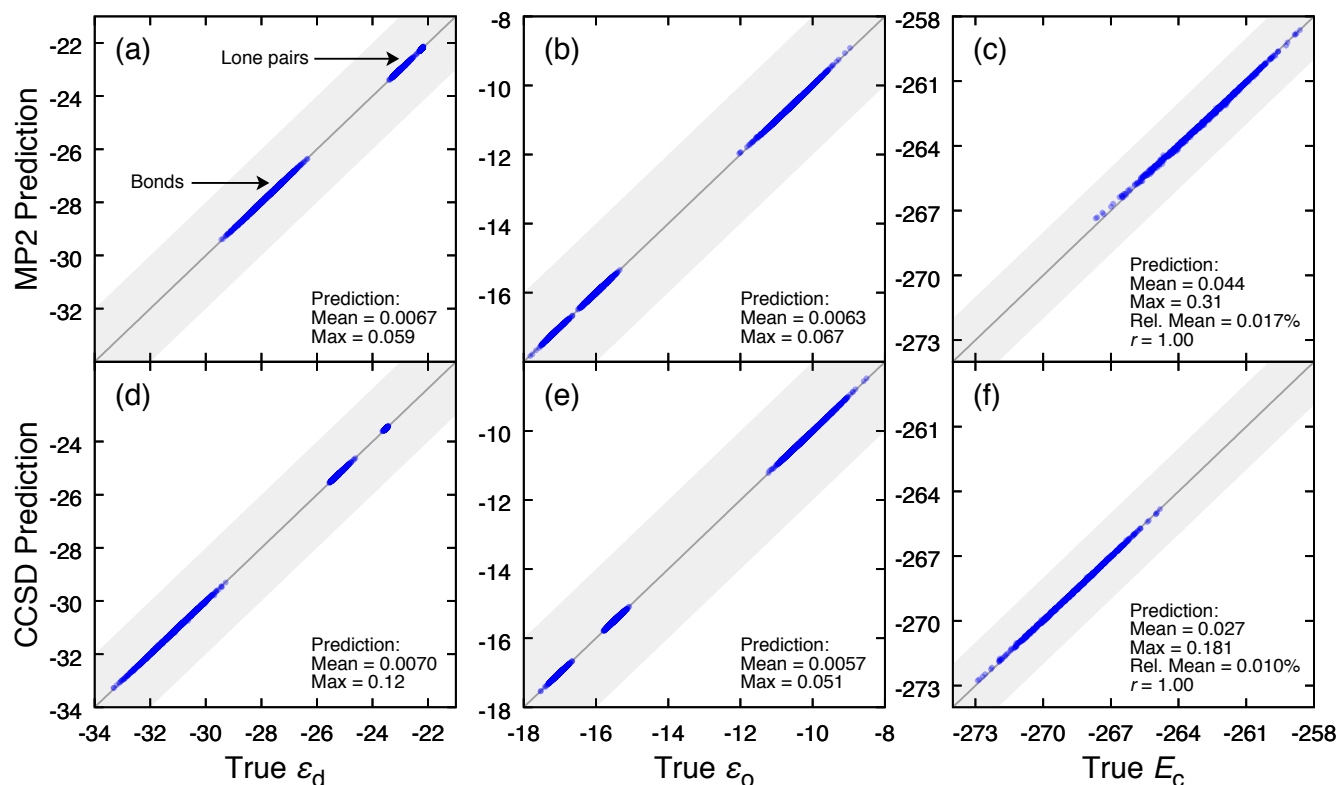 MP2 Prediction
-22
-24
-26
-28
-30
-32
(a)
Lone pairs
Bonds
Prediction:
Mean = 0.0067
Max = 0.059
-8
-10
-12
-14
-16
(b)
Prediction:
Mean = 0.0063
Max = 0.067
-258
-261
-264
-267
-270
-273
(c)
Prediction:
Mean = 0.044
Max = 0.31
Rel. Mean = 0.017%
r = 1.00
CCSD Prediction
-24
-26
-28
-30
-32
-34
(d)
Prediction:
Mean = 0.0070
Max = 0.12
-34 -32 -30 -28 -26 -24 -22
True εd
-10
-12
-14
-16
-18
(e)
Prediction:
Mean = 0.0057
Max = 0.051
-18 -16 -14 -12 -10 -8
True εo
-261
-264
-267
-270
-273
(f)
Prediction:
Mean = 0.027
Max = 0.181
Rel. Mean = 0.010%
r = 1.00
-273 -270 -267 -264 -261 -258
True Ec